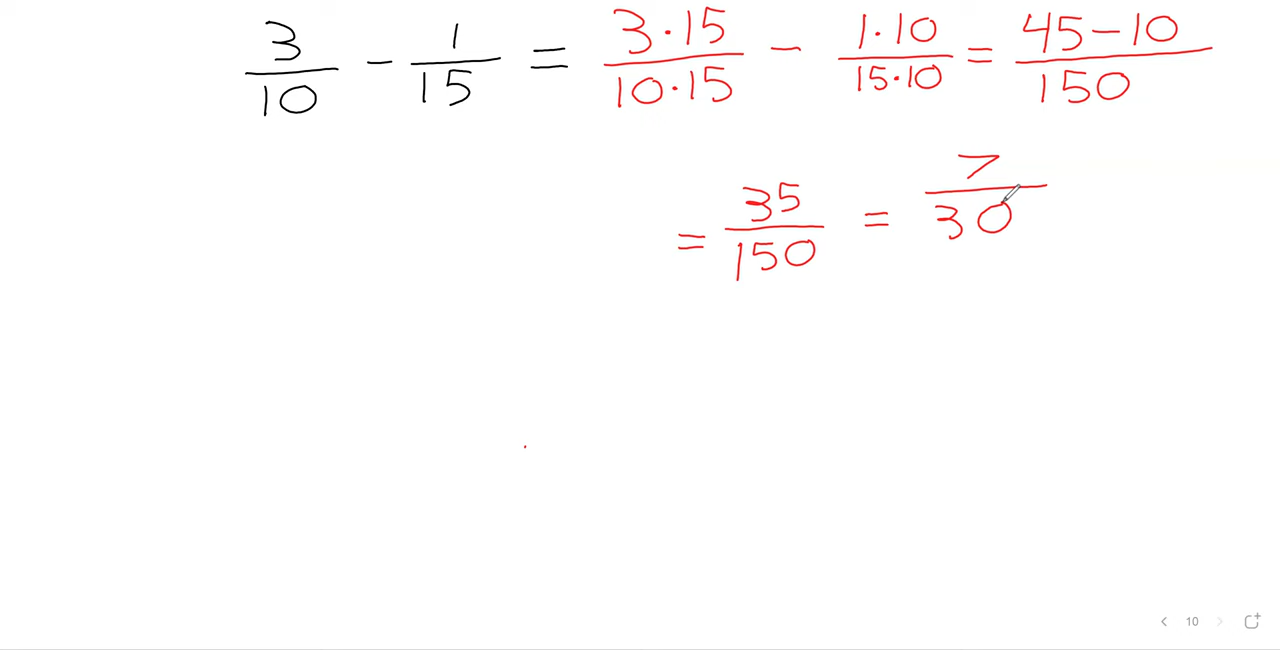 3/10 - 1/15 = 3·15/10·15 - 1·10/15·10 = 45-10/150
= 35/150 = 7/30
10